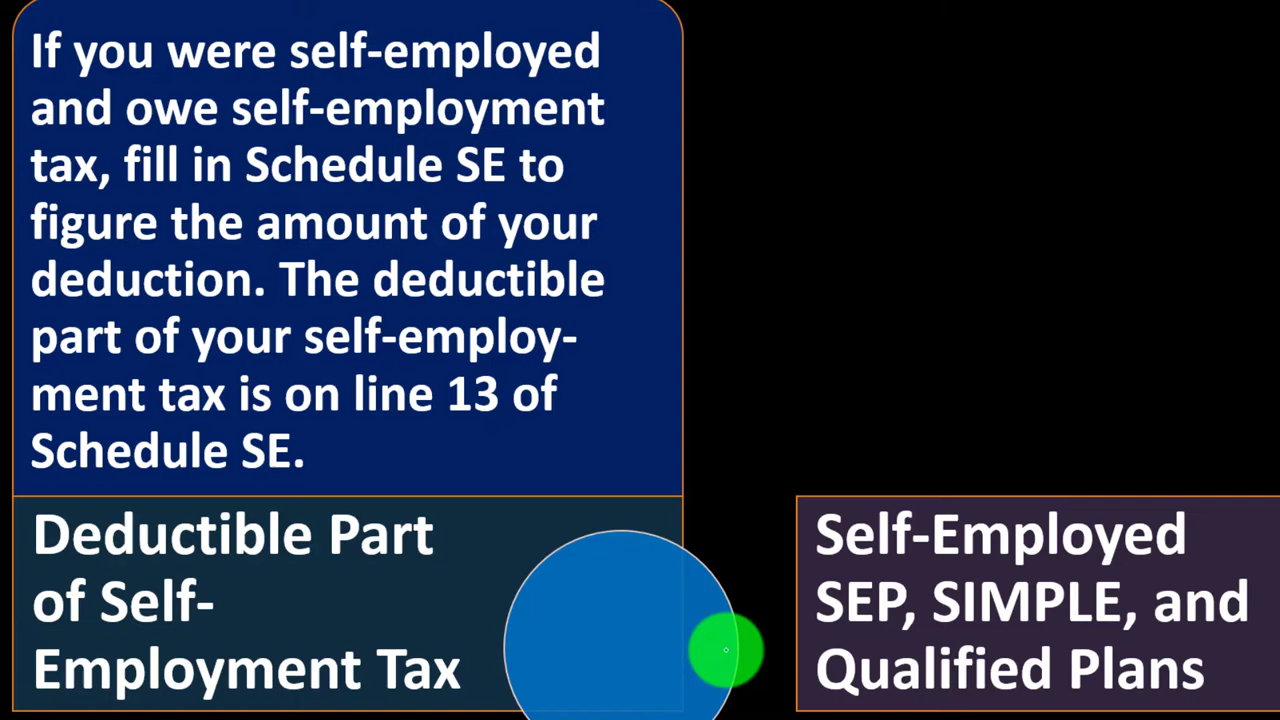 If you were self-employed
and owe self-employment
tax, fill in Schedule SE to
figure the amount of your
deduction. The deductible
part of your self-employ-
ment tax is on line 13 of
Schedule SE.
Deductible Part
of Self-
Employment Tax
Self-Employed
SEP, SIMPLE, and
Qualified Plans